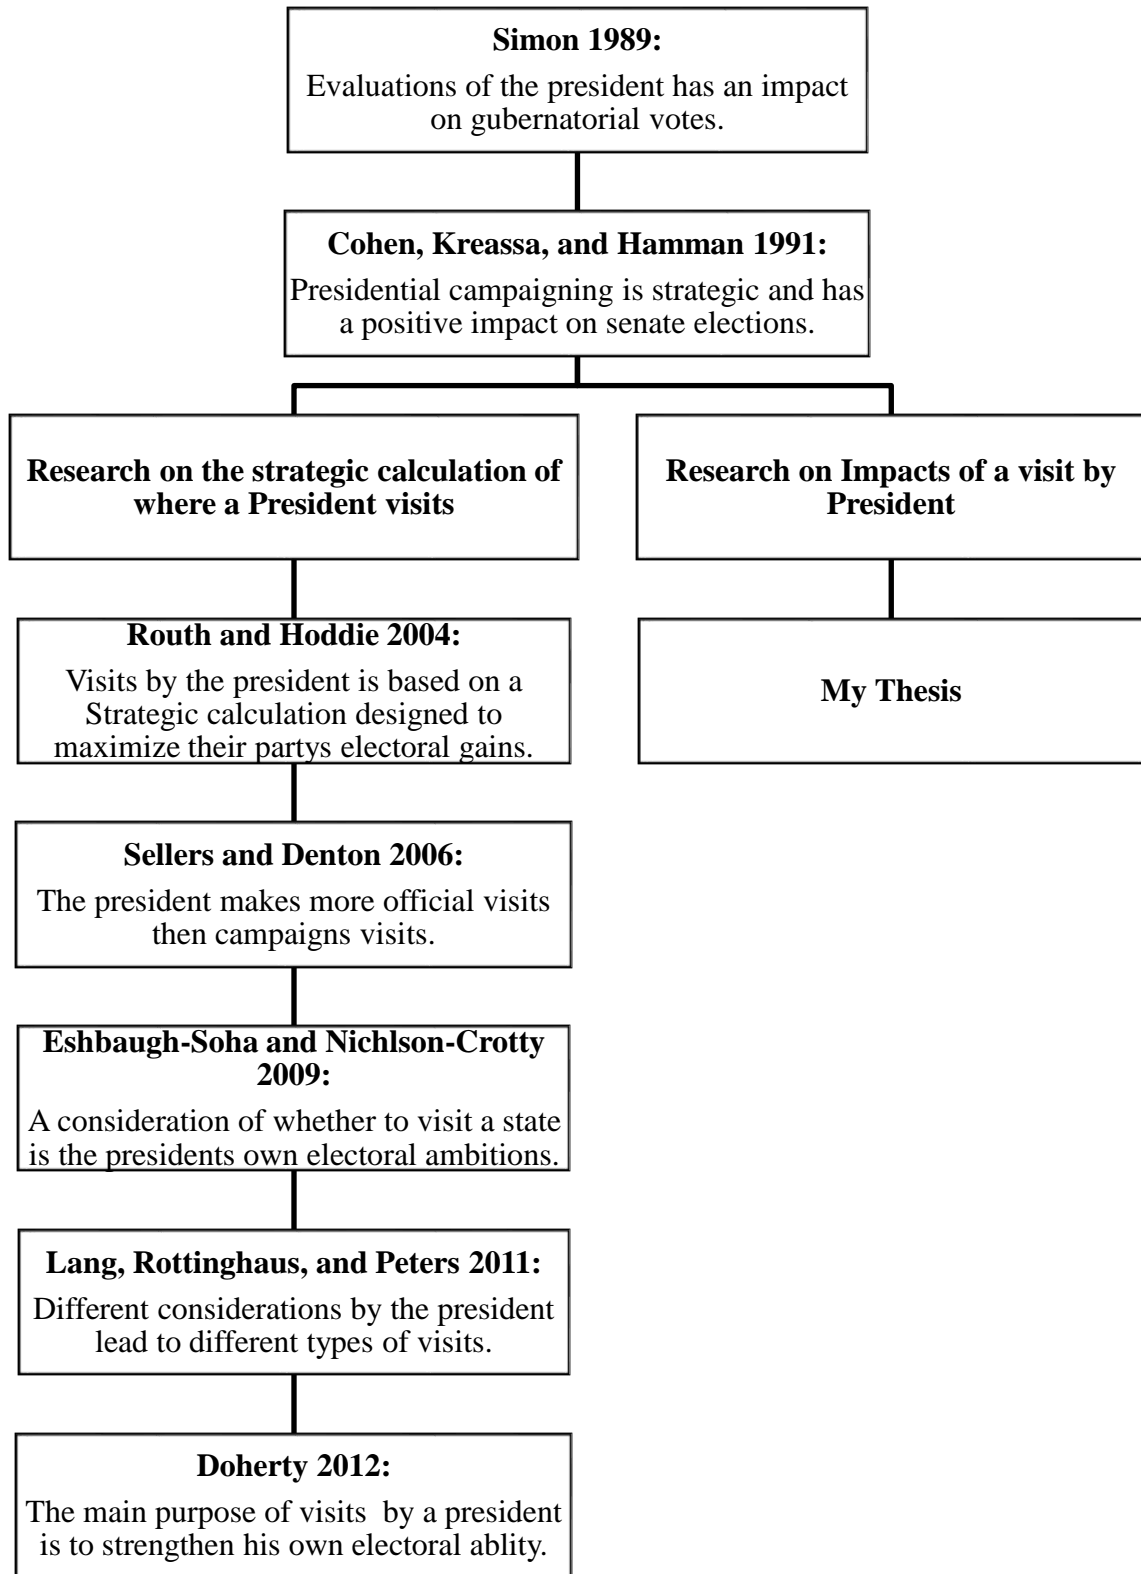 Simon 1989:
Evaluations of the president has an impact
on gubernatorial votes.
Cohen, Kreassa, and Hamman 1991:
Presidential campaigning is strategic and has
a positive impact on senate elections.
Research on the strategic calculation of
where a President visits
Research on Impacts of a visit by
President
Routh and Hoddie 2004:
Visits by the president is based on a
Strategic calculation designed to
maximize their partys electoral gains.
My Thesis
Sellers and Denton 2006:
The president makes more official visits
then campaigns visits.
Eshbaugh-Soha and Nichlson-Crotty
2009:
A consideration of whether to visit a state
is the presidents own electoral ambitions.
Lang, Rottinghaus, and Peters 2011:
Different considerations by the president
lead to different types of visits.
Doherty 2012:
The main purpose of visits by a president
is to strengthen his own electoral ablity.